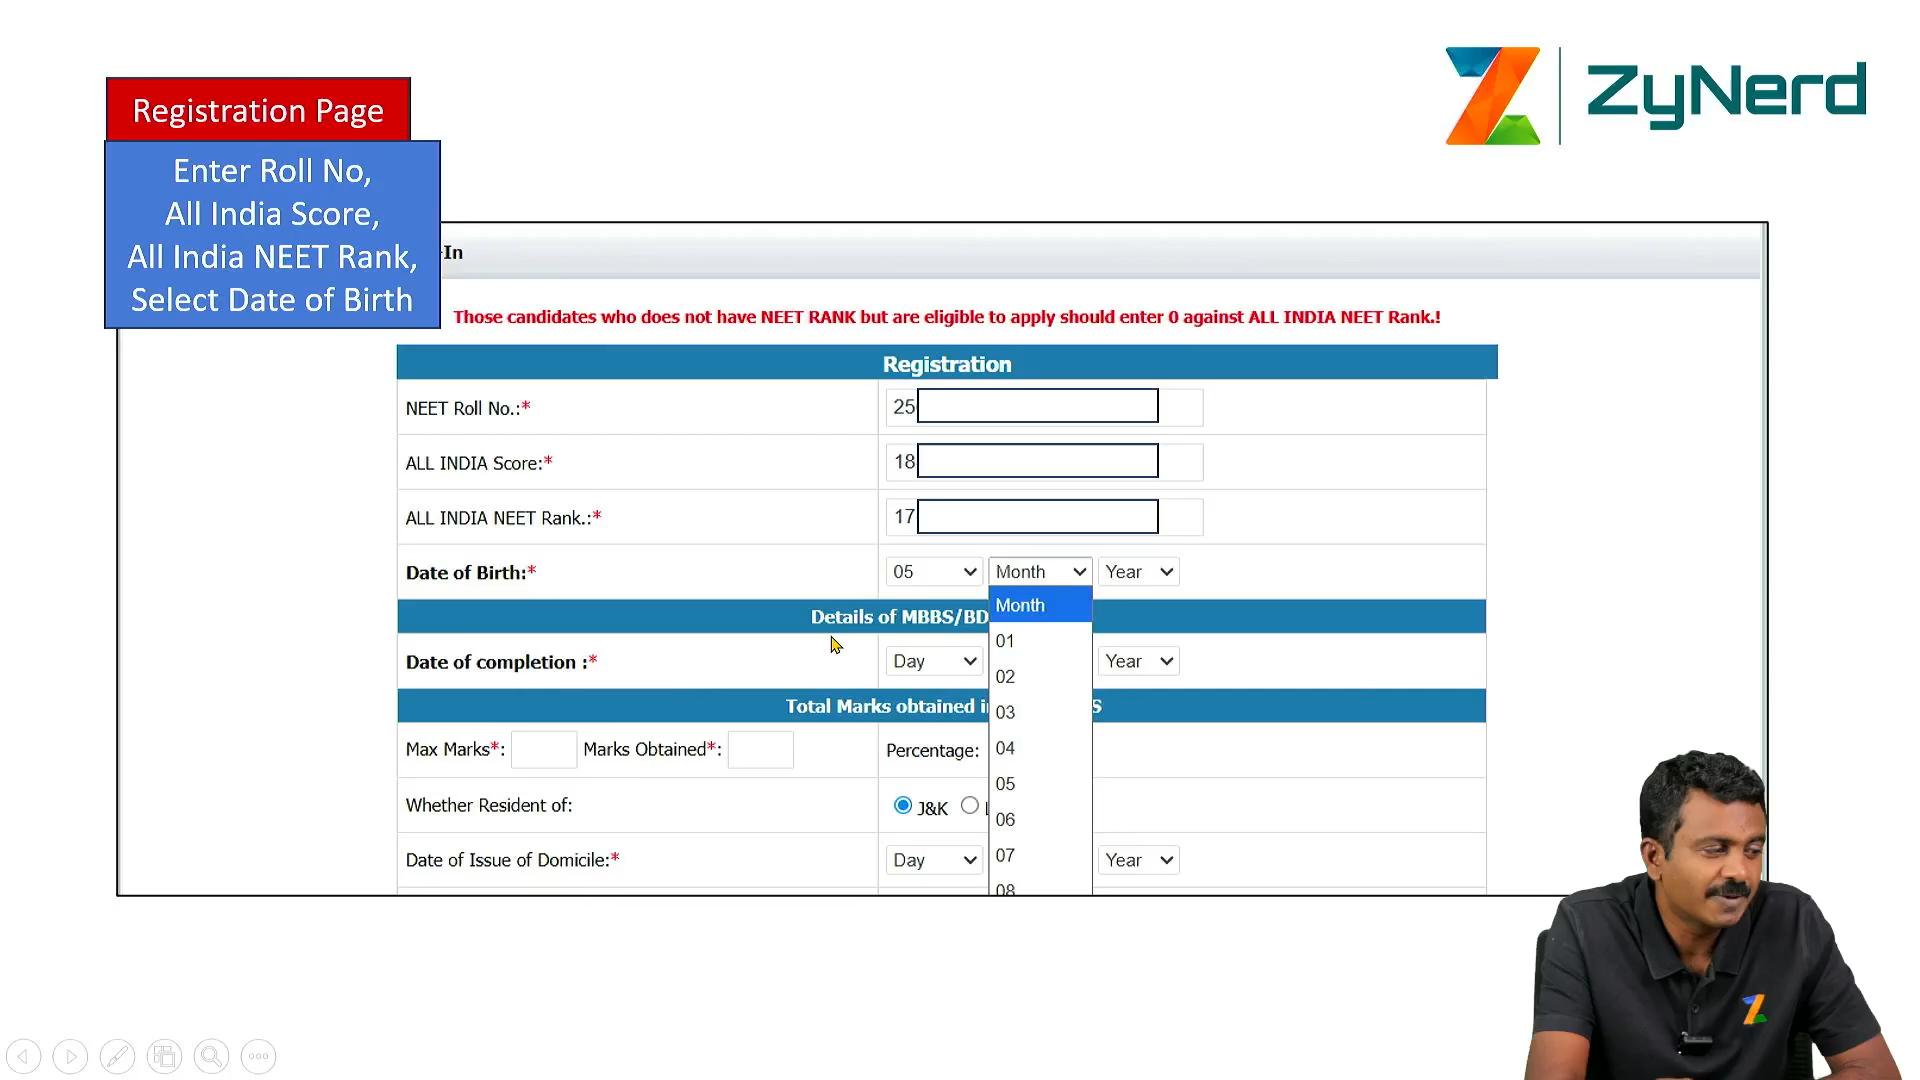 ZyNerd
Registration Page
Enter Roll No,
All India Score,
All India NEET Rank,
Select Date of Birth
-In
Those candidates who does not have NEET RANK but are eligible to apply should enter 0 against ALL INDIA NEET Rank.!
Registration
NEET Roll No.:* 25
ALL INDIA Score:* 18
ALL INDIA NEET Rank.:* 17
Date of Birth:* 05 Month Year
Month
Details of MBBS/BD
01
Date of completion :* Day Year
02
Total Marks obtained i S
03
Max Marks*: Marks Obtained*: Percentage:
04
05
Whether Resident of: J&K
06
Date of Issue of Domicile:* Day Year
07
08